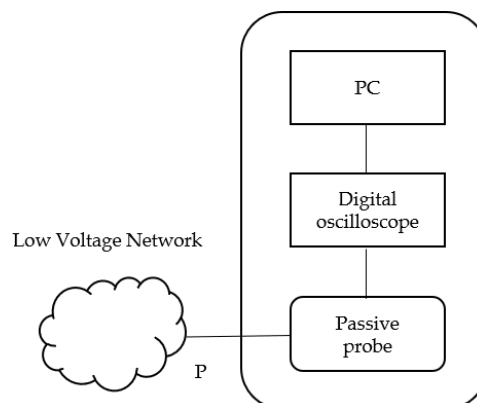 PC
Digital
oscilloscope
Low Voltage Network
Passive
probe
P